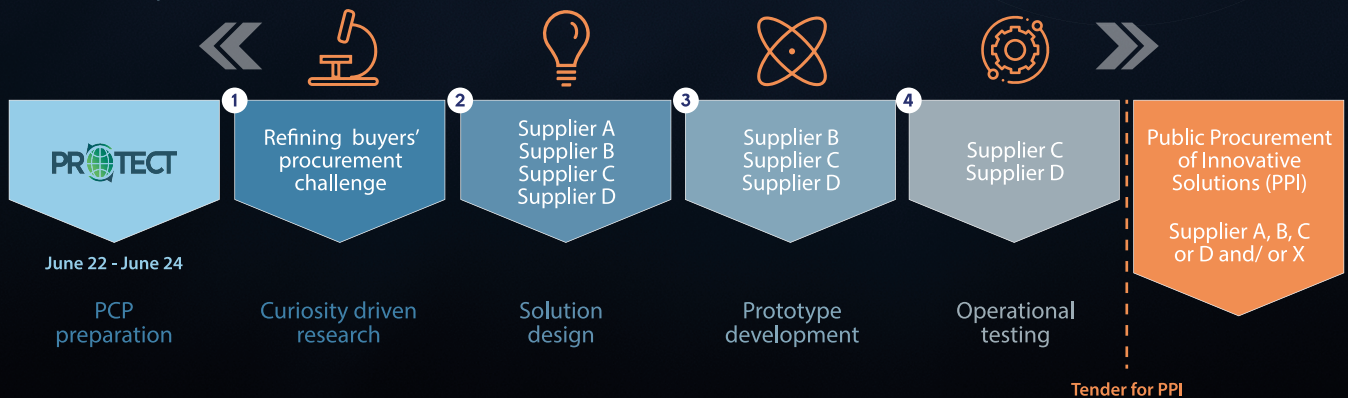 1
2
3
4
PROTECT
Refining buyers'
procurement
challenge
Supplier A
Supplier B
Supplier C
Supplier D
Supplier B
Supplier C
Supplier D
Supplier C
Supplier D
Public Procurement
of Innovative
Solutions (PPI)
Supplier A, B, C
or D and/ or X
June 22 - June 24
PCP
preparation
Curiosity driven
research
Solution
design
Prototype
development
Operational
testing
Tender for PPI